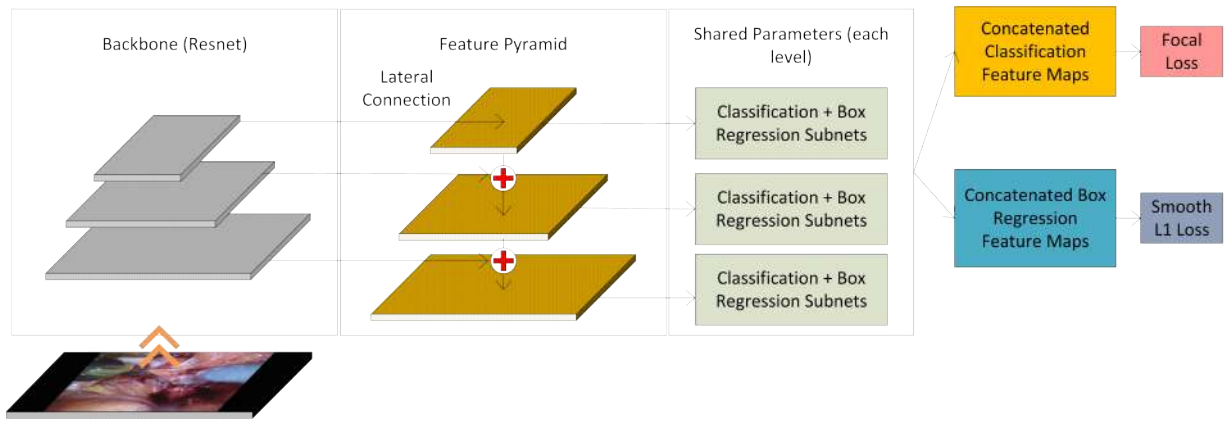 Backbone (Resnet)
Feature Pyramid
Lateral
Connection
Shared Parameters (each
level)
Classification + Box
Regression Subnets
Classification + Box
Regression Subnets
Classification + Box
Regression Subnets
Concatenated
Classification
Feature Maps
Focal
Loss
Concatenated Box
Regression
Feature Maps
Smooth
L1 Loss